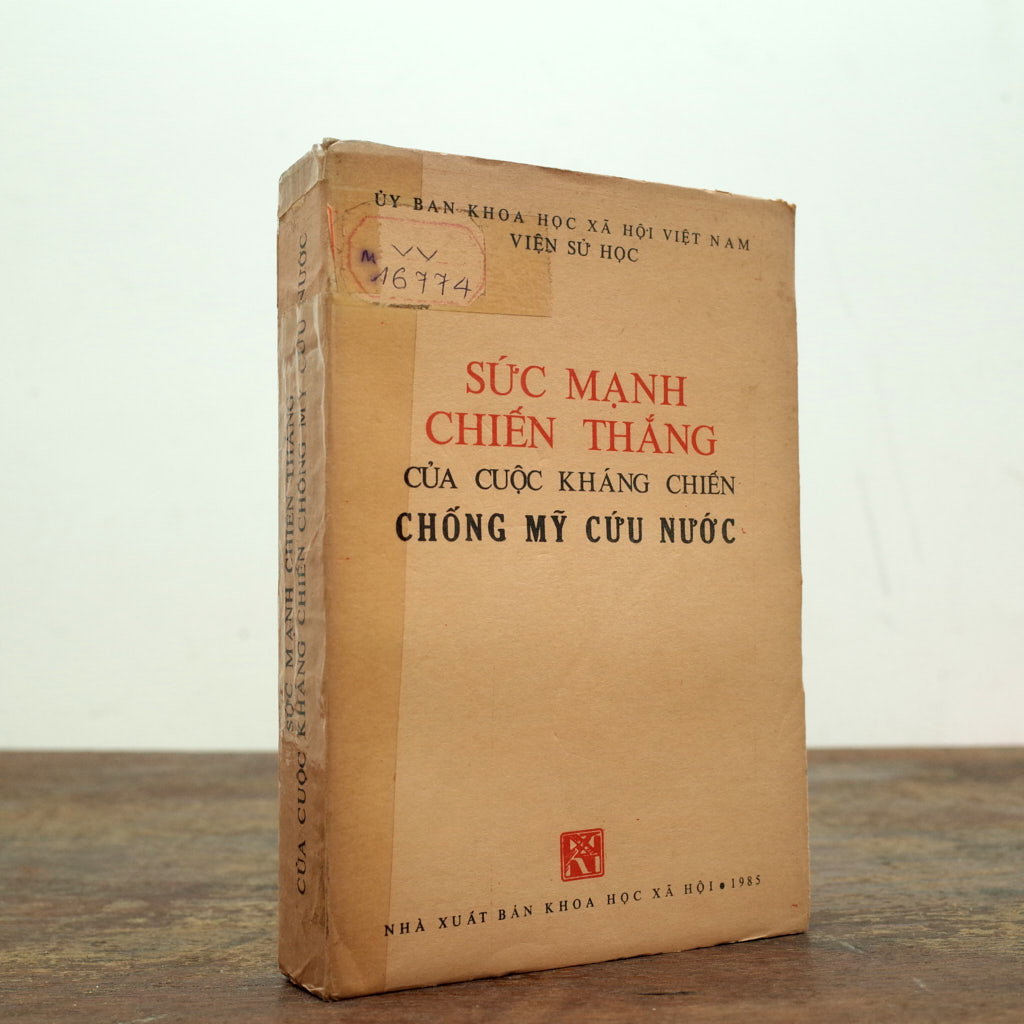 ỦY BAN KHOA HỌC XÃ HỘI VIỆT NAM
VIỆN SỬ HỌC
M VV
16774
SỨC MẠNH
CHIẾN THẮNG
CỦA CUỘC KHÁNG CHIẾN
CHỐNG MỸ CỨU NƯỚC
NHÀ XUẤT BẢN KHOA HỌC XÃ HỘI • 1985
SỨC MẠNH CHIẾN THẮNG
CỦA CUỘC KHÁNG CHIẾN CHỐNG MỸ CỨU NƯỚC